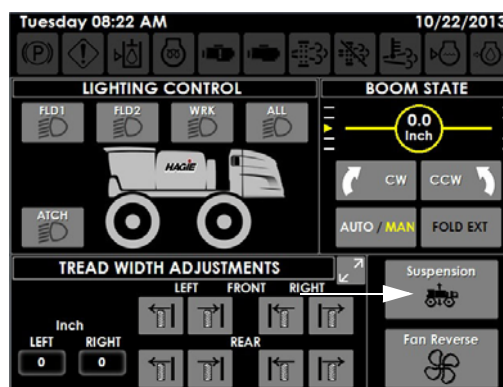 Tuesday 08:22 AM 10/22/2013
LIGHTING CONTROL
BOOM STATE
FLD1 FLD2 WRK ALL
0.0
Inch
HAGIE
CW CCW
ATCH
AUTO / MAN FOLD EXT
TREAD WIDTH ADJUSTMENTS
Suspension
LEFT FRONT RIGHT
Inch
LEFT RIGHT
REAR
0 0
Fan Reverse